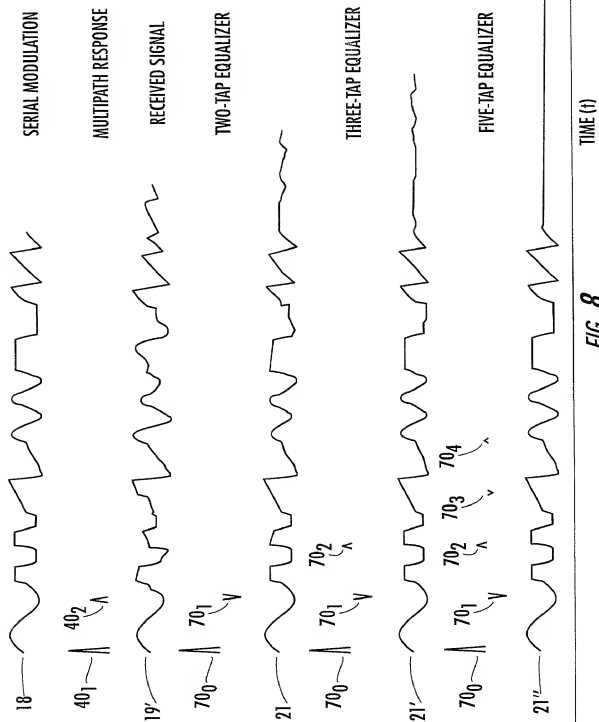 SERIAL MODULATION
18
MULTIPATH RESPONSE
40₁ 40₂
RECEIVED SIGNAL
19'
TWO-TAP EQUALIZER
70₀ 70₁
21
THREE-TAP EQUALIZER
70₀ 70₁ 70₂
21'
FIVE-TAP EQUALIZER
70₀ 70₁ 70₂ 70₃ 70₄
21"
TIME (t)
FIG. 8